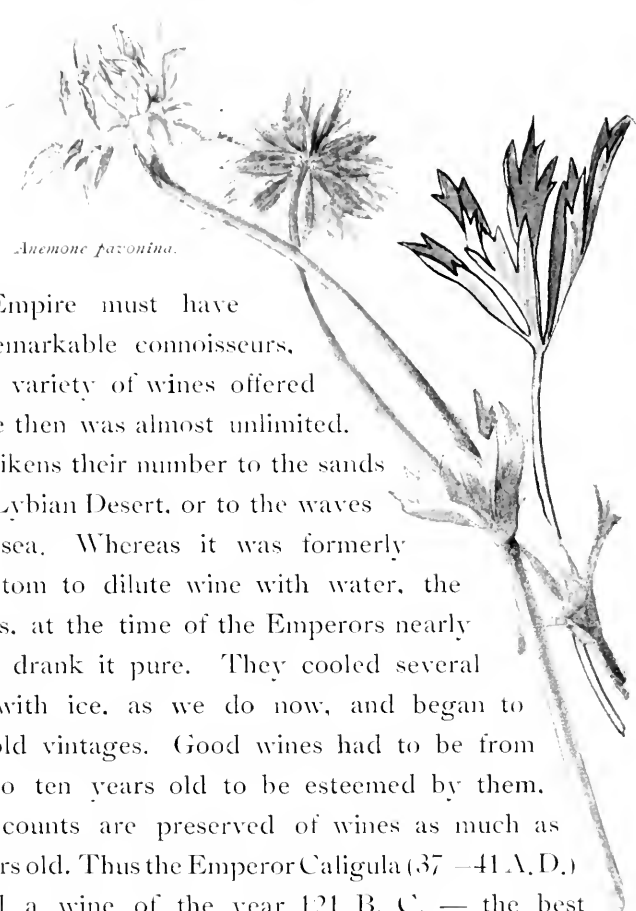 Anemone pavonina.
Empire must have
emarkable connoisseurs,
variety of wines offered
e then was almost unlimited.
ikens their number to the sands
Lybian Desert, or to the waves
sea. Whereas it was formerly
tom to dilute wine with water, the
s, at the time of the Emperors nearly
drank it pure. They cooled several
with ice, as we do now, and began to
old vintages. Good wines had to be from
o ten years old to be esteemed by them.
counts are preserved of wines as much as
rs old. Thus the Emperor Caligula (37—41 A. D.)
d a wine of the year 121 B. C. — the best